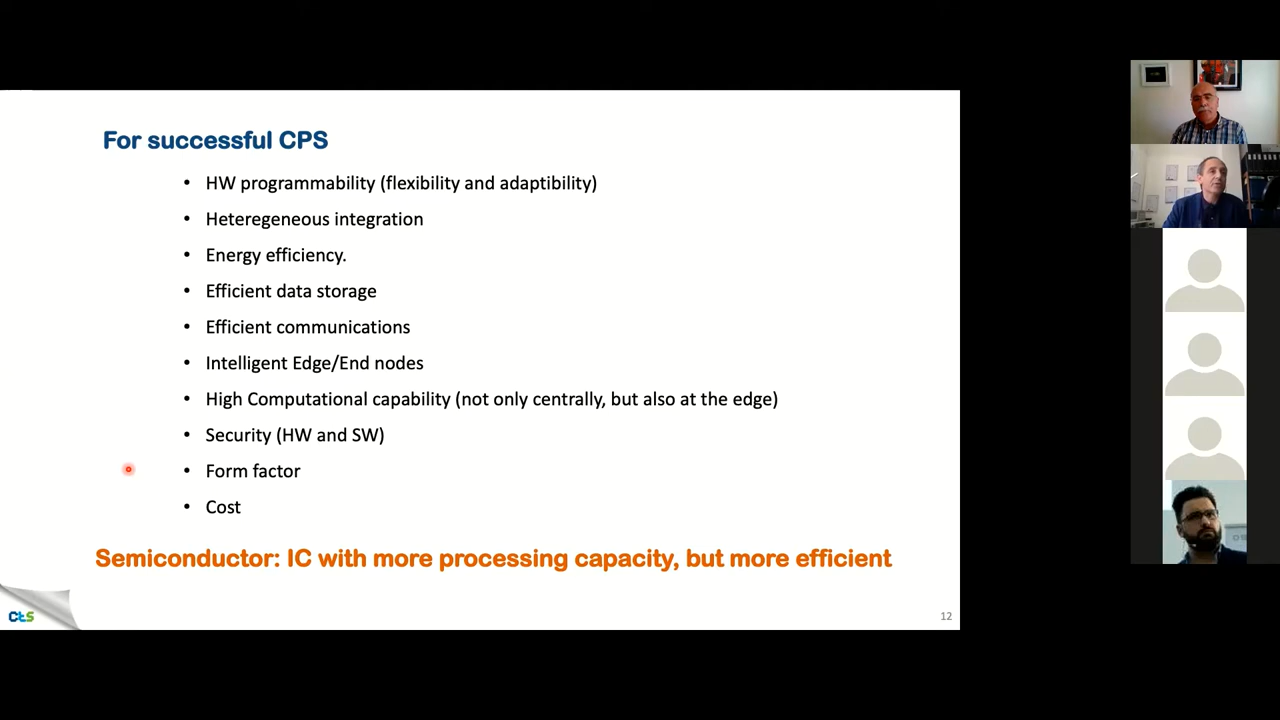 For successful CPS
• HW programmability (flexibility and adaptibility)
• Heteregeneous integration
• Energy efficiency.
• Efficient data storage
• Efficient communications
• Intelligent Edge/End nodes
• High Computational capability (not only centrally, but also at the edge)
• Security (HW and SW)
• Form factor
• Cost
Semiconductor: IC with more processing capacity, but more efficient
CtS
12